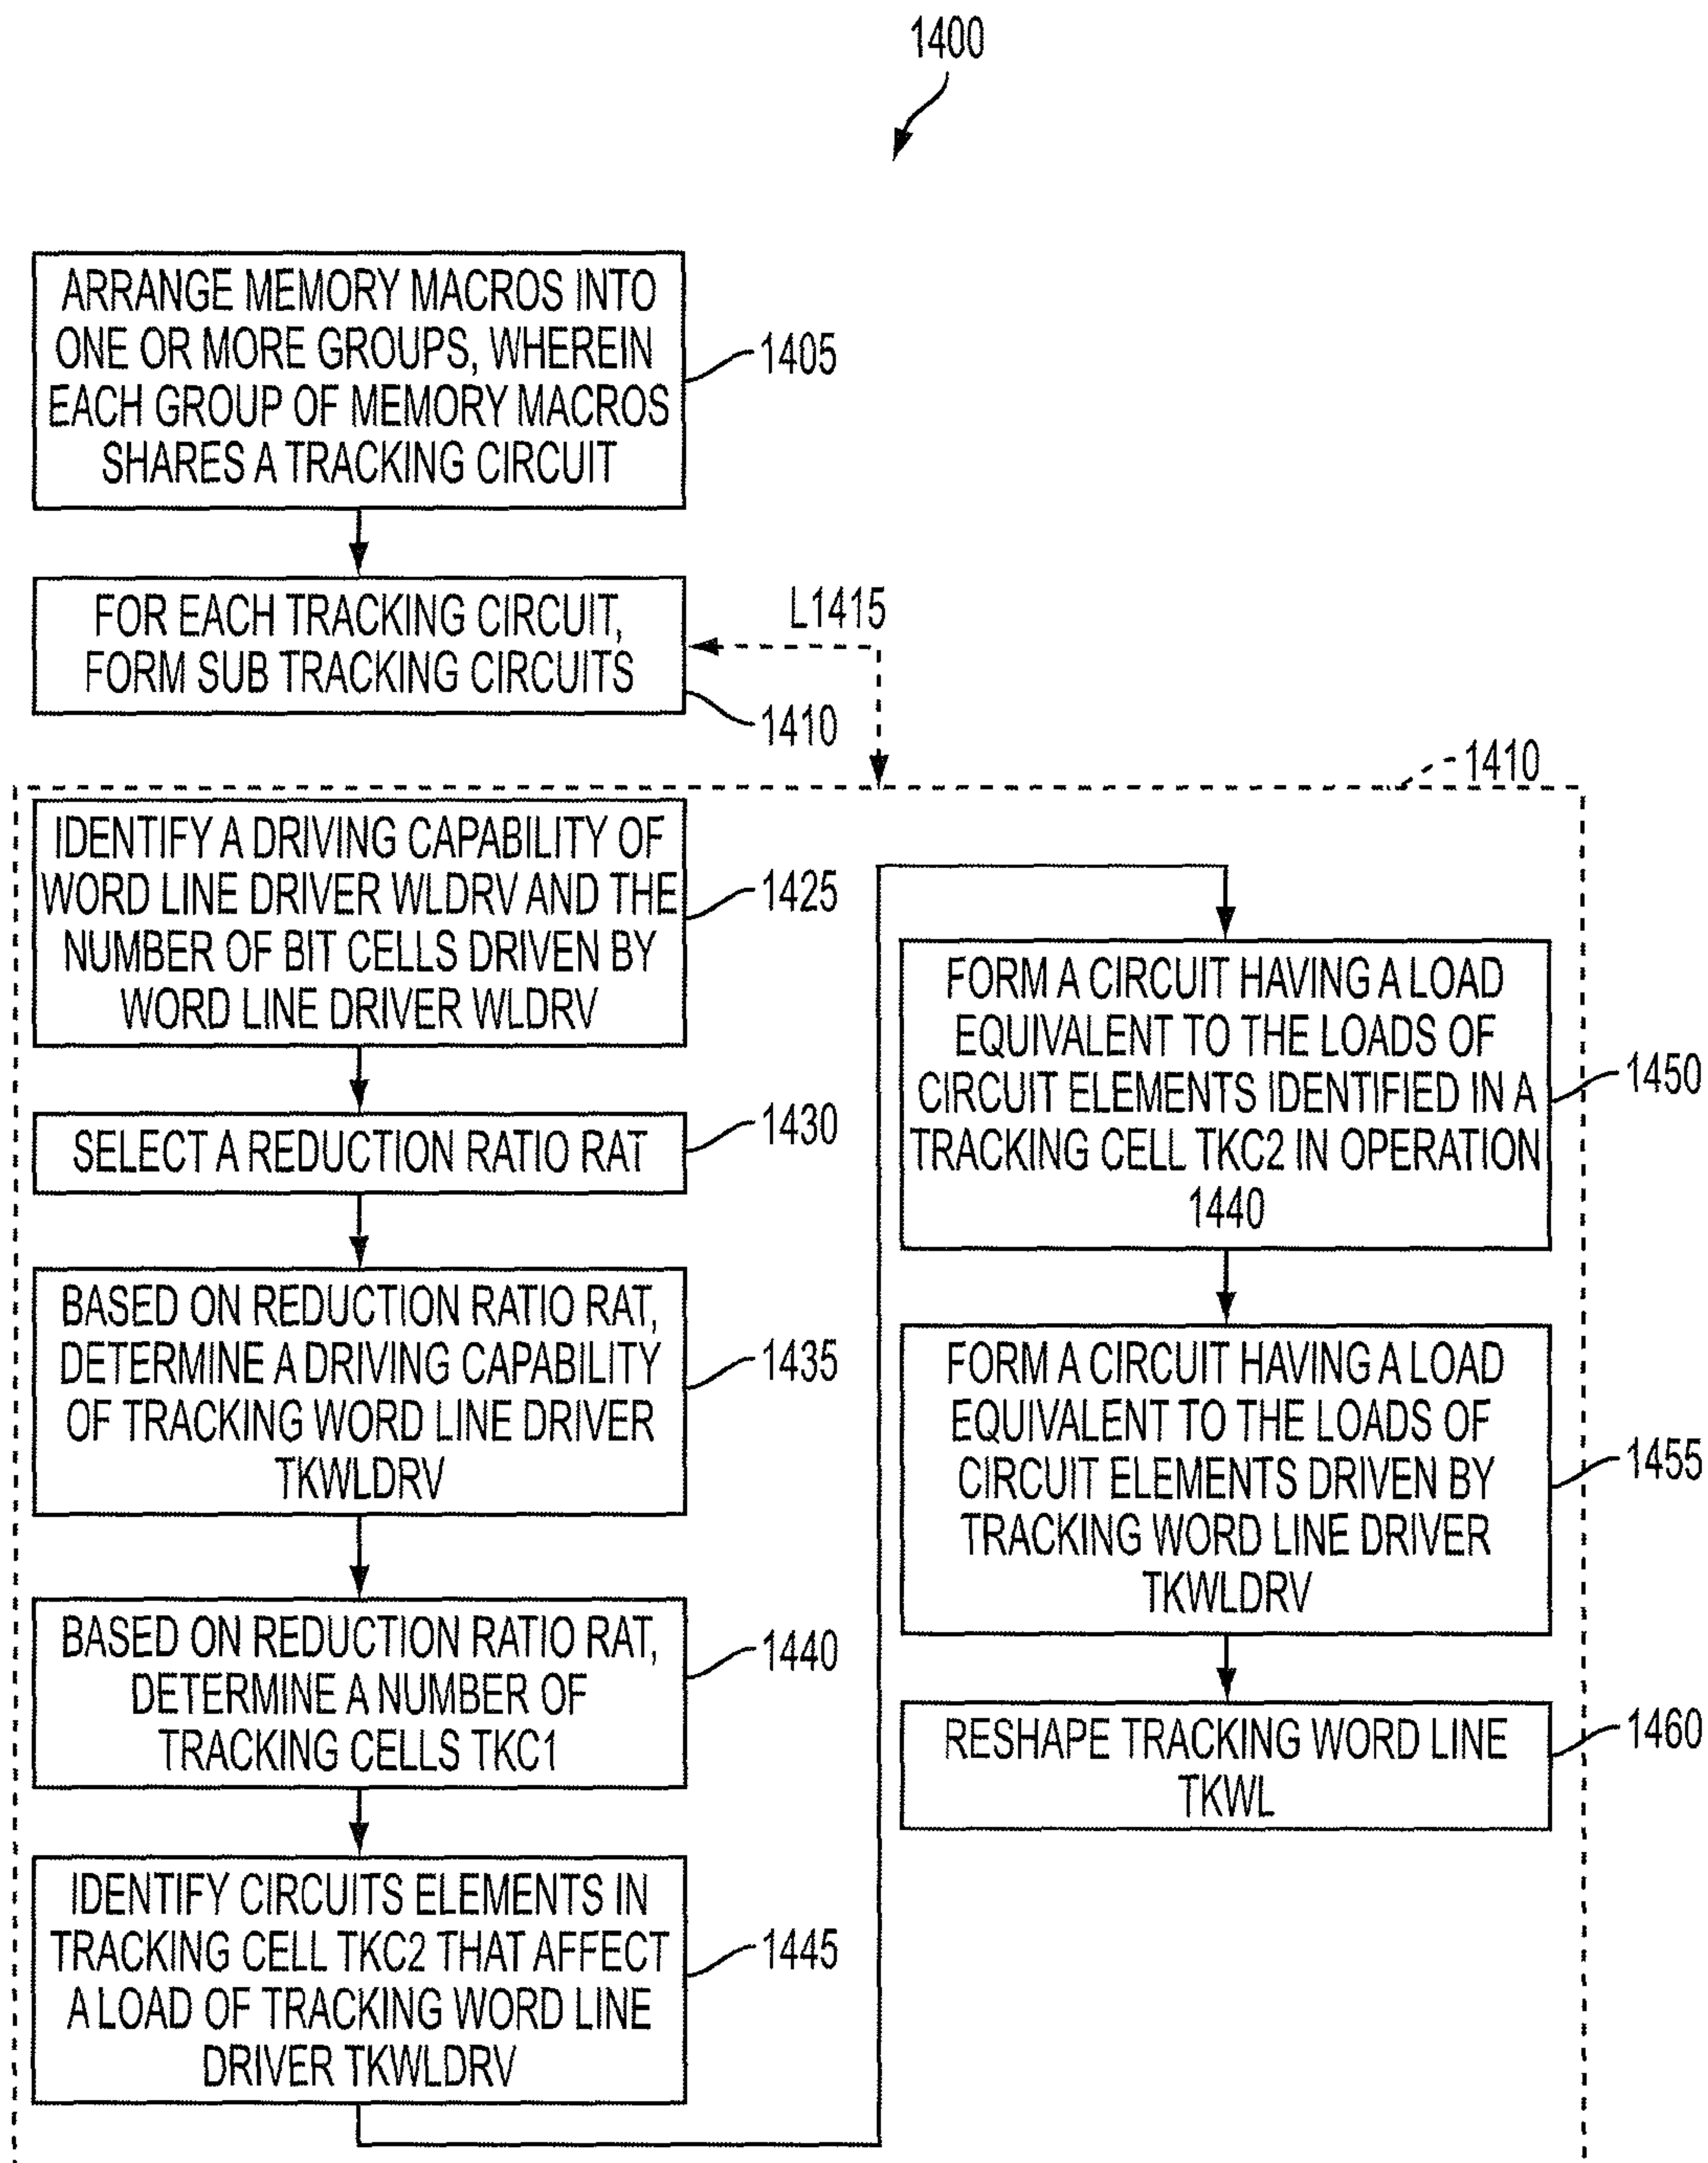 1400
ARRANGE MEMORY MACROS INTO
ONE OR MORE GROUPS, WHEREIN
EACH GROUP OF MEMORY MACROS
SHARES A TRACKING CIRCUIT
1405
FOR EACH TRACKING CIRCUIT,
FORM SUB TRACKING CIRCUITS
1410
L1415
1410
IDENTIFY A DRIVING CAPABILITY OF
WORD LINE DRIVER WLDRV AND THE
NUMBER OF BIT CELLS DRIVEN BY
WORD LINE DRIVER WLDRV
1425
SELECT A REDUCTION RATIO RAT
1430
BASED ON REDUCTION RATIO RAT,
DETERMINE A DRIVING CAPABILITY
OF TRACKING WORD LINE DRIVER
TKWLDRV
1435
BASED ON REDUCTION RATIO RAT,
DETERMINE A NUMBER OF
TRACKING CELLS TKC1
1440
IDENTIFY CIRCUITS ELEMENTS IN
TRACKING CELL TKC2 THAT AFFECT
A LOAD OF TRACKING WORD LINE
DRIVER TKWLDRV
1445
FORM A CIRCUIT HAVING A LOAD
EQUIVALENT TO THE LOADS OF
CIRCUIT ELEMENTS IDENTIFIED IN A
TRACKING CELL TKC2 IN OPERATION
1440
1450
FORM A CIRCUIT HAVING A LOAD
EQUIVALENT TO THE LOADS OF
CIRCUIT ELEMENTS DRIVEN BY
TRACKING WORD LINE DRIVER
TKWLDRV
1455
RESHAPE TRACKING WORD LINE
TKWL
1460